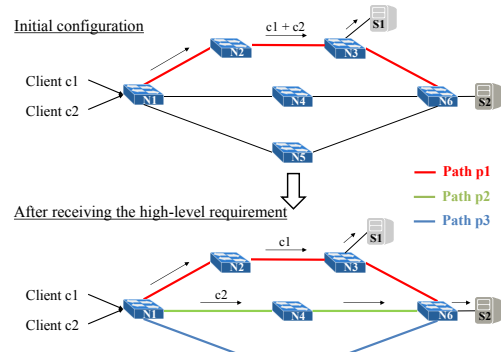 Initial configuration
c1 + c2
S1
N2
N3
Client c1
Client c2
N1
N4
N6
S2
N5
Path p1
Path p2
Path p3
After receiving the high-level requirement
c1
S1
N2
N3
Client c1
Client c2
c2
N1
N4
N6
S2